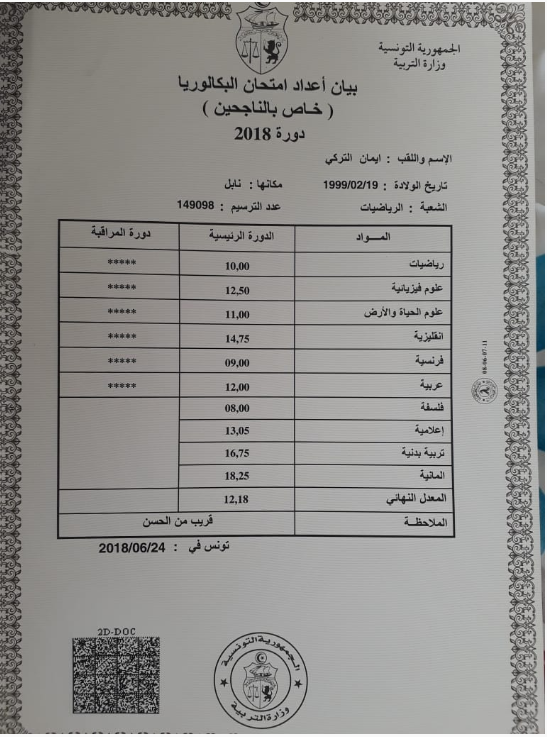 الجمهورية التونسية
وزارة التربية
بيان أعداد امتحان البكالوريا
( خاص بالناجحين )
دورة 2018
الإسم واللقب : ايمان التركي
تاريخ الولادة : 1999/02/19 مكانها : نابل
الشعبة : الرياضيات عدد الترسيم : 149098
المـــواد الدورة الرئيسية دورة المراقبة
رياضيات 10,00 *****
علوم فيزيائية 12,50 *****
علوم الحياة والأرض 11,00 *****
انقليزية 14,75 *****
فرنسية 09,00 *****
عربية 12,00 *****
فلسفة 08,00
إعلامية 13,05
تربية بدنية 16,75
المانية 18,25
المعدل النهائي 12,18
الملاحظــة قريب من الحسن
تونس في : 2018/06/24
2D-DOC
الجمهورية التونسية
وزارة التربية